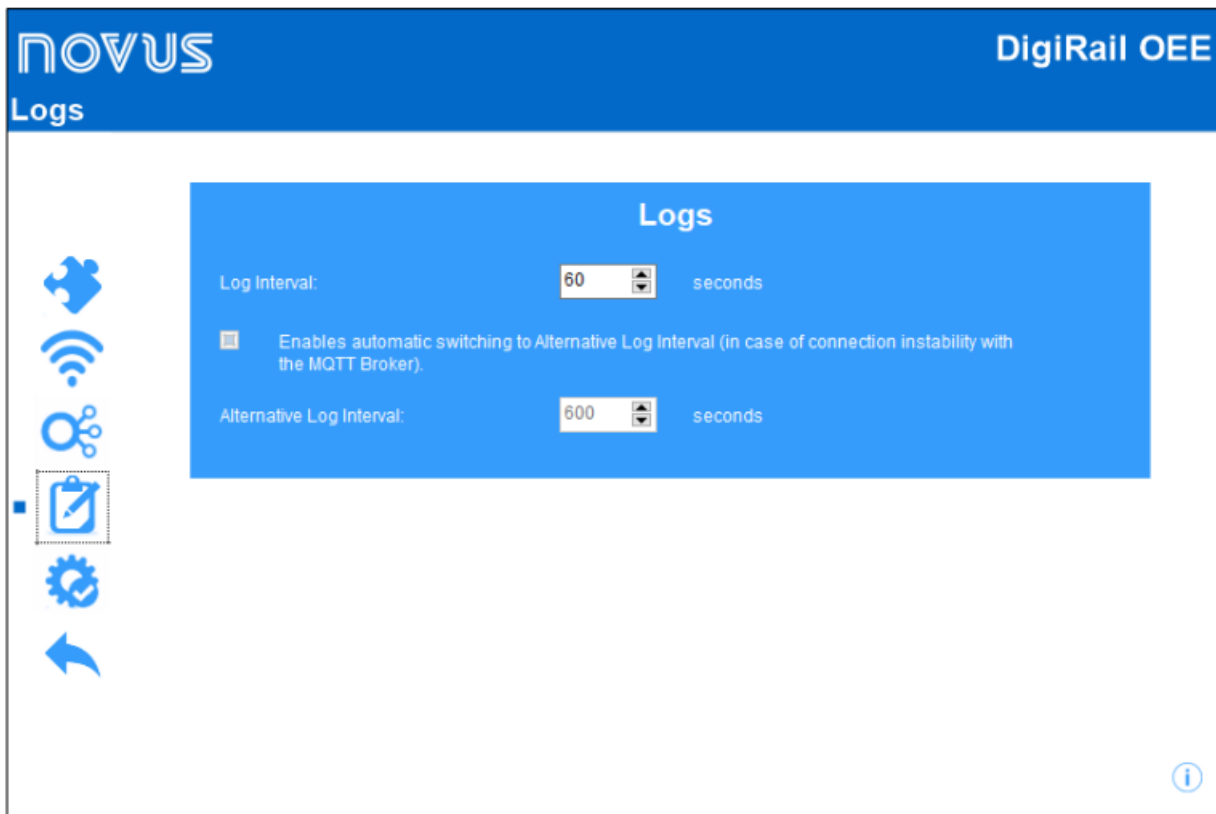 NOVUS
DigiRail OEE
Logs
Logs
Log Interval:
60
seconds
Enables automatic switching to Alternative Log Interval (in case of connection instability with
the MQTT Broker).
Alternative Log Interval:
600
seconds
i